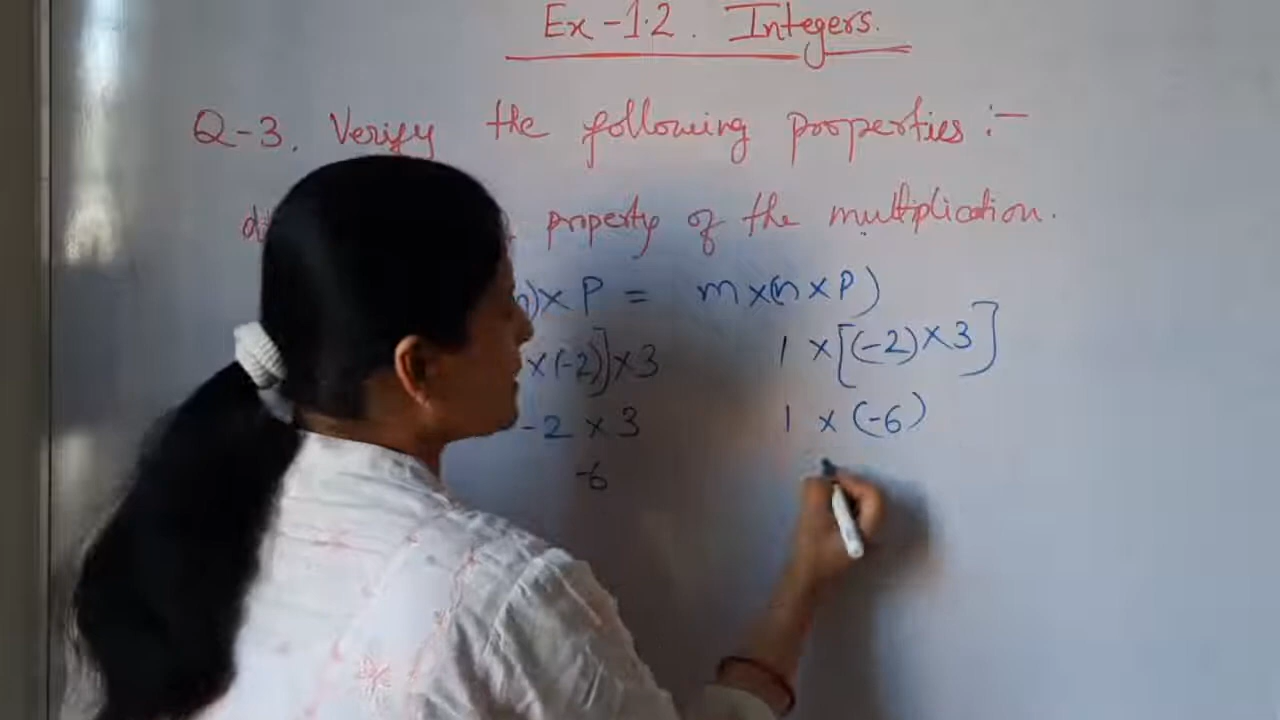 Ex-1.2. Integers.
Q-3. Verify the following properties :-
property of the multiplication.
)× P = m×(n×P)
×(-2)]×3 1 ×[(-2)×3]
-2 × 3 1 × (-6)
-6